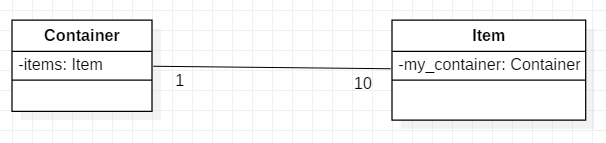 Container
-items: Item
Item
-my_container: Container
1
10